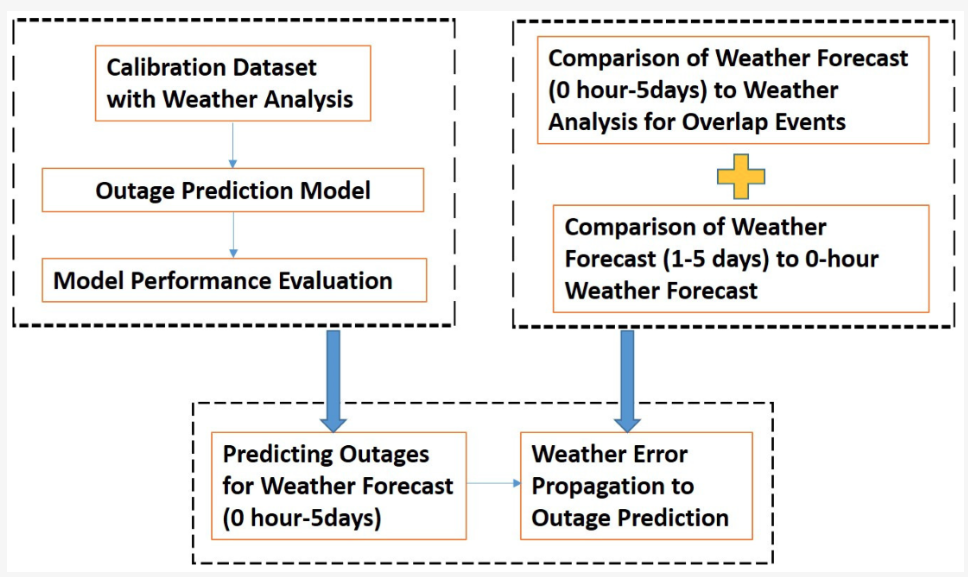 Calibration Dataset
with Weather Analysis
Outage Prediction Model
Model Performance Evaluation
Comparison of Weather Forecast
(0 hour-5days) to Weather
Analysis for Overlap Events
Comparison of Weather
Forecast (1-5 days) to 0-hour
Weather Forecast
Predicting Outages
for Weather Forecast
(0 hour-5days)
Weather Error
Propagation to
Outage Prediction